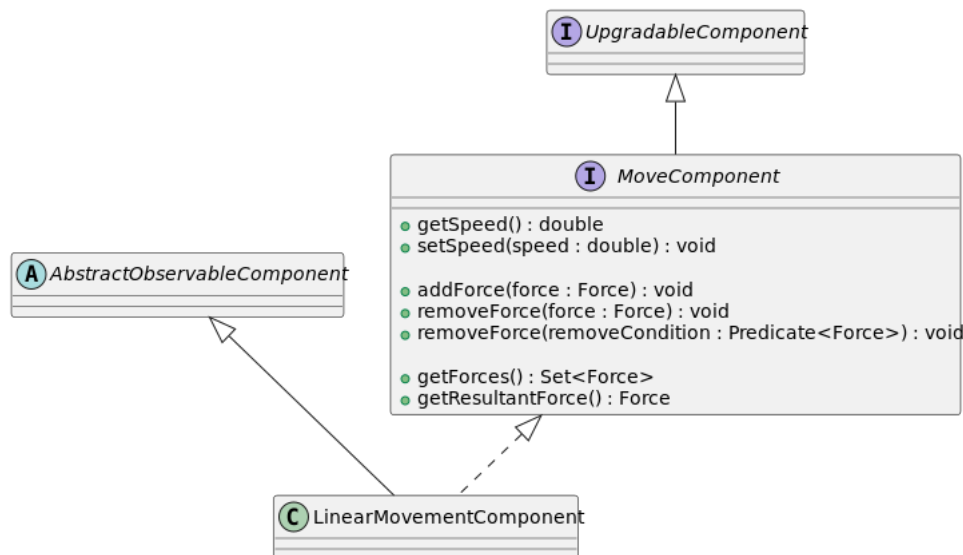 I UpgradableComponent
I MoveComponent
getSpeed() : double
setSpeed(speed : double) : void
addForce(force : Force) : void
removeForce(force : Force) : void
removeForce(removeCondition : Predicate<Force>) : void
getForces() : Set<Force>
getResultantForce() : Force
A AbstractObservableComponent
C LinearMovementComponent